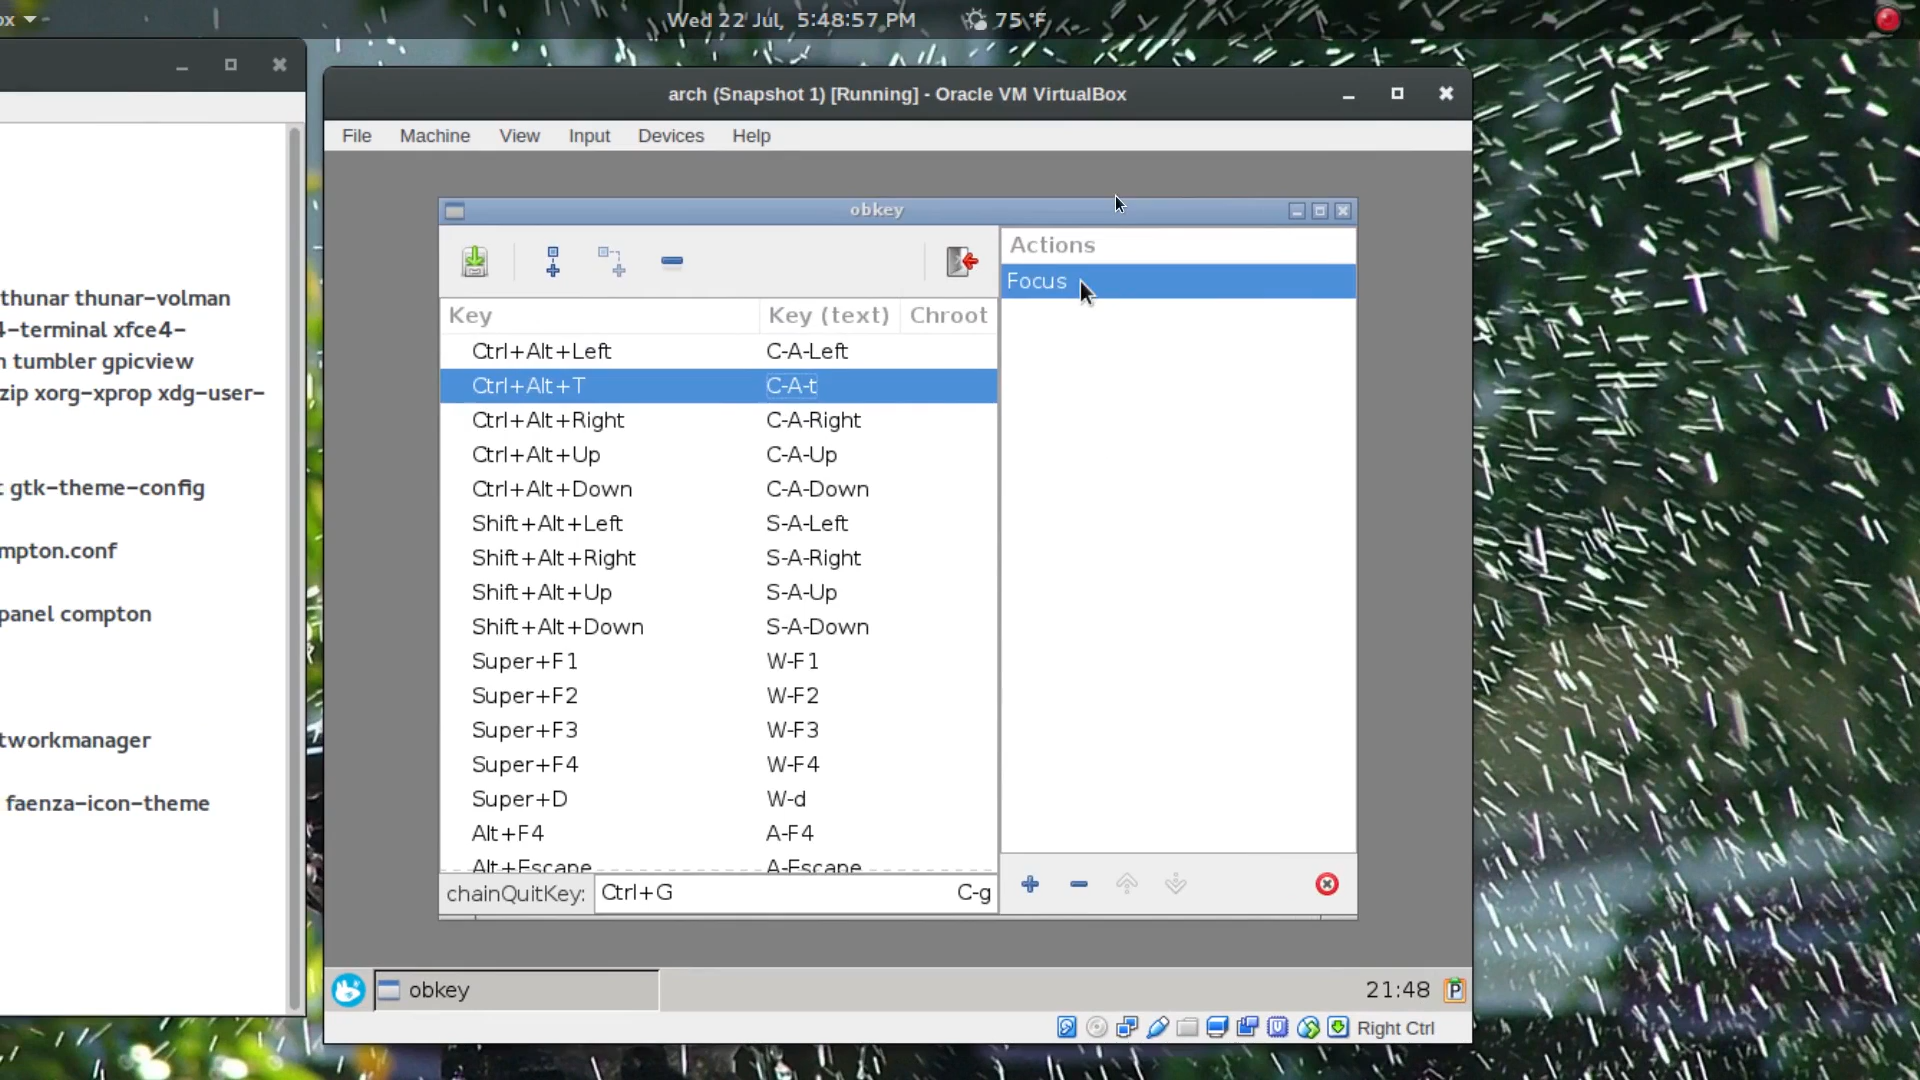 ox
Wed 22 Jul, 5:48:57 PM
75 °F
thunar thunar-volman
4-terminal xfce4-
n tumbler gpicview
zip xorg-xprop xdg-user-
t gtk-theme-config
mpton.conf
panel compton
tworkmanager
faenza-icon-theme
arch (Snapshot 1) [Running] - Oracle VM VirtualBox
File Machine View Input Devices Help
obkey
Actions
Focus
Key Key (text) Chroot
Ctrl+Alt+Left C-A-Left
Ctrl+Alt+T C-A-t
Ctrl+Alt+Right C-A-Right
Ctrl+Alt+Up C-A-Up
Ctrl+Alt+Down C-A-Down
Shift+Alt+Left S-A-Left
Shift+Alt+Right S-A-Right
Shift+Alt+Up S-A-Up
Shift+Alt+Down S-A-Down
Super+F1 W-F1
Super+F2 W-F2
Super+F3 W-F3
Super+F4 W-F4
Super+D W-d
Alt+F4 A-F4
Alt+Escape A-Escape
chainQuitKey: Ctrl+G C-g
obkey
21:48
P
Right Ctrl